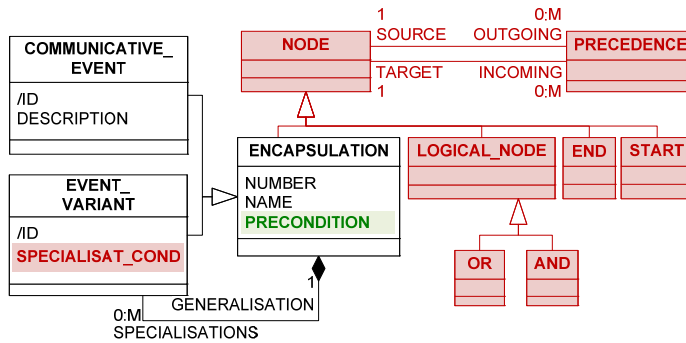 COMMUNICATIVE_
EVENT
/ID
DESCRIPTION
EVENT_
VARIANT
/ID
SPECIALISAT_COND
NODE
1
0:M
SOURCE
OUTGOING
TARGET
INCOMING
1
0:M
PRECEDENCE
ENCAPSULATION
NUMBER
NAME
PRECONDITION
LOGICAL_NODE
END
START
OR
AND
1
GENERALISATION
0:M
SPECIALISATIONS